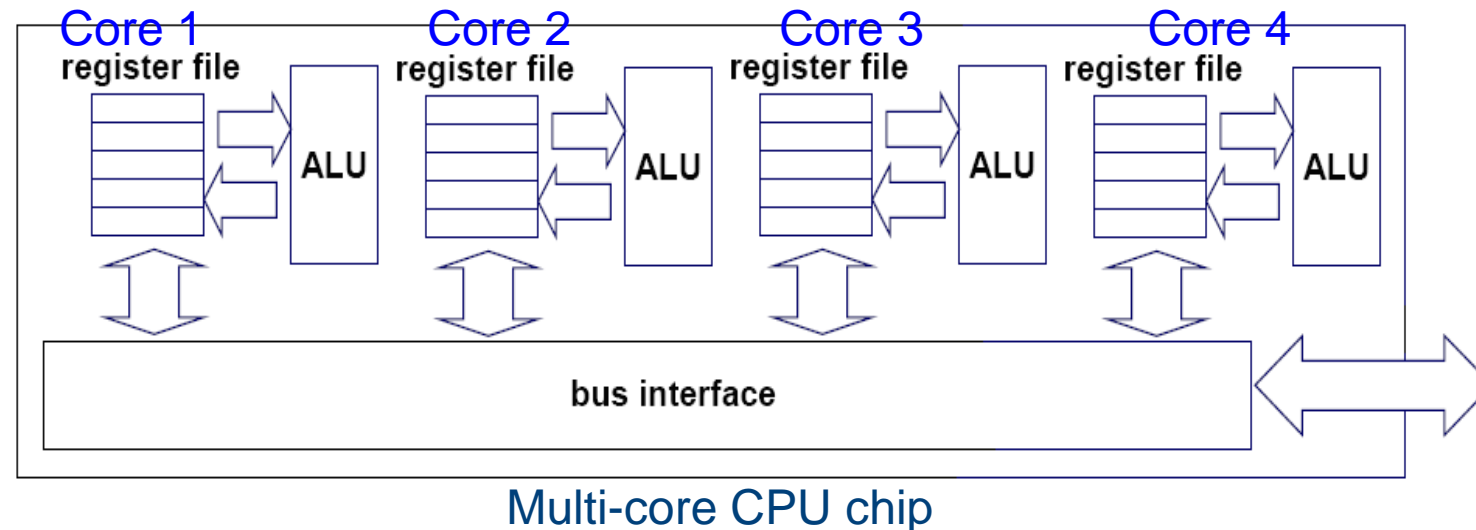 Core 1 Core 2 Core 3 Core 4
register file register file register file register file
ALU ALU ALU ALU
bus interface
Multi-core CPU chip